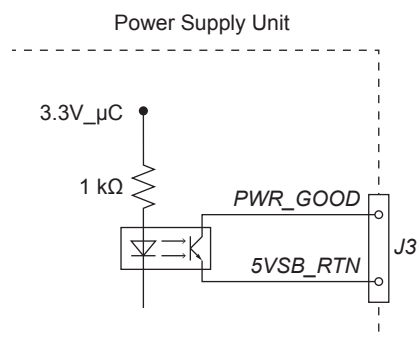 Power Supply Unit
3.3V_µC
1 kΩ
PWR_GOOD
J3
5VSB_RTN